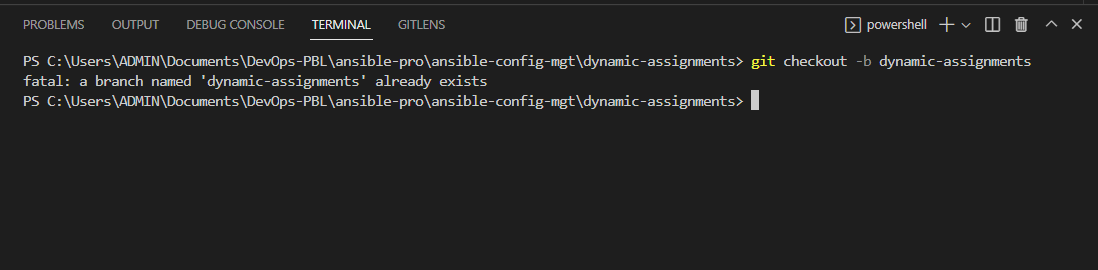 PROBLEMS OUTPUT DEBUG CONSOLE TERMINAL GITLENS powershell
PS C:\Users\ADMIN\Documents\DevOps-PBL\ansible-pro\ansible-config-mgt\dynamic-assignments> git checkout -b dynamic-assignments
fatal: a branch named 'dynamic-assignments' already exists
PS C:\Users\ADMIN\Documents\DevOps-PBL\ansible-pro\ansible-config-mgt\dynamic-assignments>